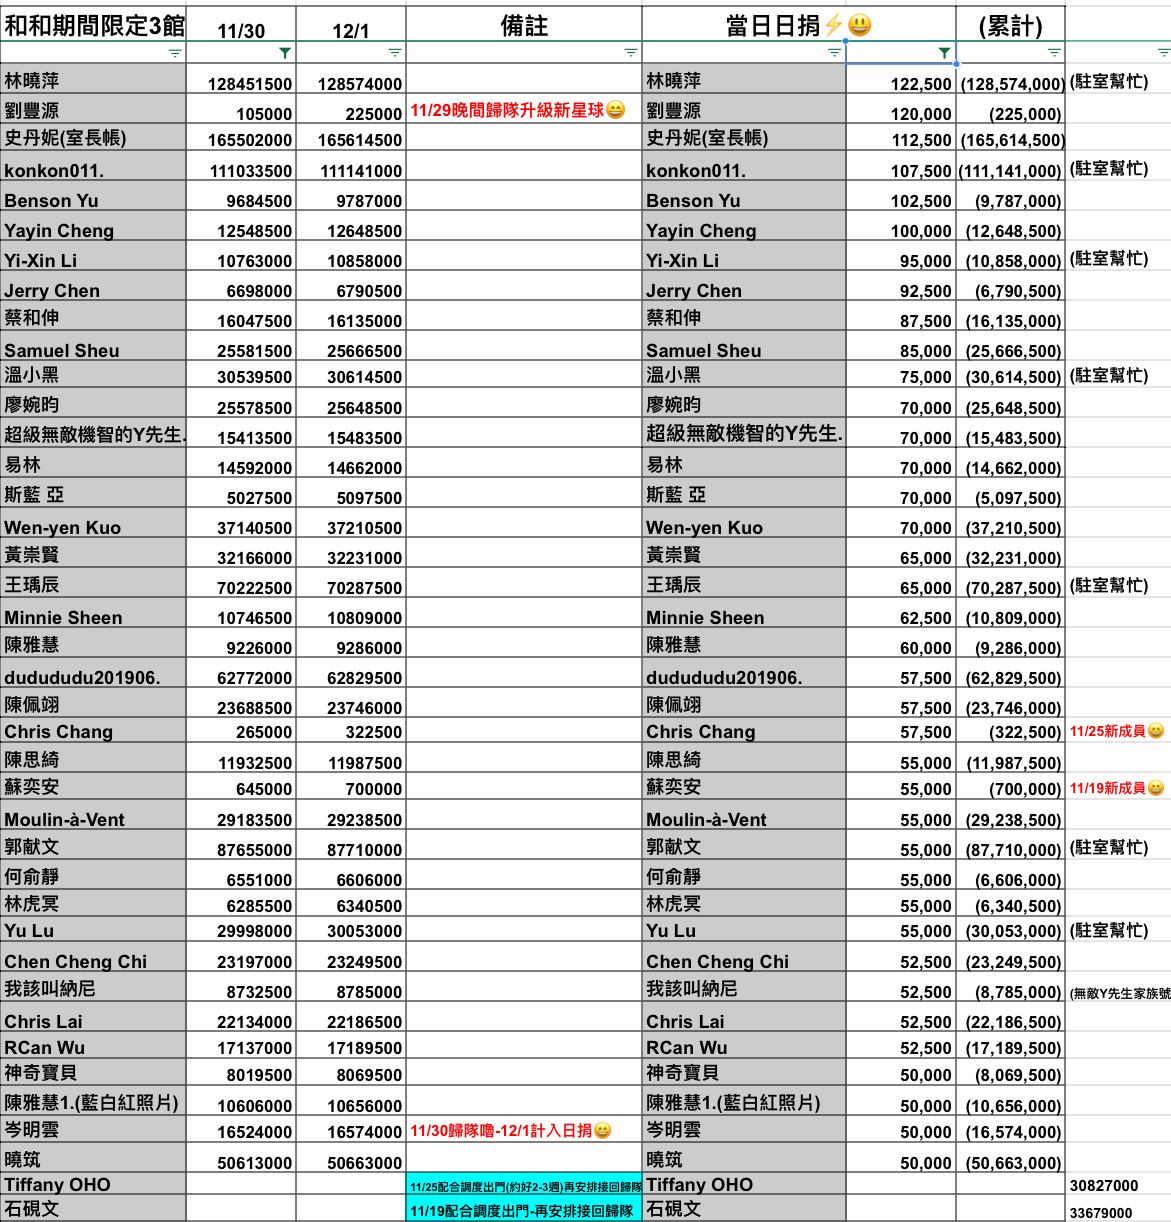 和和期間限定3館 11/30 12/1 備註 當日日捐⚡😃 (累計)
林曉萍 128451500 128574000 林曉萍 122,500 (128,574,000) (駐室幫忙)
劉豐源 105000 225000 11/29晚間歸隊升級新星球😄 劉豐源 120,000 (225,000)
史丹妮(室長帳) 165502000 165614500 史丹妮(室長帳) 112,500 (165,614,500)
konkon011. 111033500 111141000 konkon011. 107,500 (111,141,000) (駐室幫忙)
Benson Yu 9684500 9787000 Benson Yu 102,500 (9,787,000)
Yayin Cheng 12548500 12648500 Yayin Cheng 100,000 (12,648,500)
Yi-Xin Li 10763000 10858000 Yi-Xin Li 95,000 (10,858,000) (駐室幫忙)
Jerry Chen 6698000 6790500 Jerry Chen 92,500 (6,790,500)
蔡和伸 16047500 16135000 蔡和伸 87,500 (16,135,000)
Samuel Sheu 25581500 25666500 Samuel Sheu 85,000 (25,666,500)
溫小黑 30539500 30614500 溫小黑 75,000 (30,614,500) (駐室幫忙)
廖婉昀 25578500 25648500 廖婉昀 70,000 (25,648,500)
超級無敵機智的Y先生. 15413500 15483500 超級無敵機智的Y先生. 70,000 (15,483,500)
易林 14592000 14662000 易林 70,000 (14,662,000)
斯藍 亞 5027500 5097500 斯藍 亞 70,000 (5,097,500)
Wen-yen Kuo 37140500 37210500 Wen-yen Kuo 70,000 (37,210,500)
黃崇賢 32166000 32231000 黃崇賢 65,000 (32,231,000)
王瑀辰 70222500 70287500 王瑀辰 65,000 (70,287,500) (駐室幫忙)
Minnie Sheen 10746500 10809000 Minnie Sheen 62,500 (10,809,000)
陳雅慧 9226000 9286000 陳雅慧 60,000 (9,286,000)
dudududu201906. 62772000 62829500 dudududu201906. 57,500 (62,829,500)
陳佩翊 23688500 23746000 陳佩翊 57,500 (23,746,000)
Chris Chang 265000 322500 Chris Chang 57,500 (322,500) 11/25新成員😄
陳思綺 11932500 11987500 陳思綺 55,000 (11,987,500)
蘇奕安 645000 700000 蘇奕安 55,000 (700,000) 11/19新成員😄
Moulin-à-Vent 29183500 29238500 Moulin-à-Vent 55,000 (29,238,500)
郭献文 87655000 87710000 郭献文 55,000 (87,710,000) (駐室幫忙)
何俞靜 6551000 6606000 何俞靜 55,000 (6,606,000)
林虎冥 6285500 6340500 林虎冥 55,000 (6,340,500)
Yu Lu 29998000 30053000 Yu Lu 55,000 (30,053,000) (駐室幫忙)
Chen Cheng Chi 23197000 23249500 Chen Cheng Chi 52,500 (23,249,500)
我該叫納尼 8732500 8785000 我該叫納尼 52,500 (8,785,000) (無敵Y先生家族號
Chris Lai 22134000 22186500 Chris Lai 52,500 (22,186,500)
RCan Wu 17137000 17189500 RCan Wu 52,500 (17,189,500)
神奇寶貝 8019500 8069500 神奇寶貝 50,000 (8,069,500)
陳雅慧1.(藍白紅照片) 10606000 10656000 陳雅慧1.(藍白紅照片) 50,000 (10,656,000)
岑明雲 16524000 16574000 11/30歸隊嚕-12/1計入日捐😄 岑明雲 50,000 (16,574,000)
曉筑 50613000 50663000 曉筑 50,000 (50,663,000)
Tiffany OHO 11/25配合調度出門(約好2-3週)再安排接回歸隊 Tiffany OHO 30827000
石硯文 11/19配合調度出門-再安排接回歸隊 石硯文 33679000